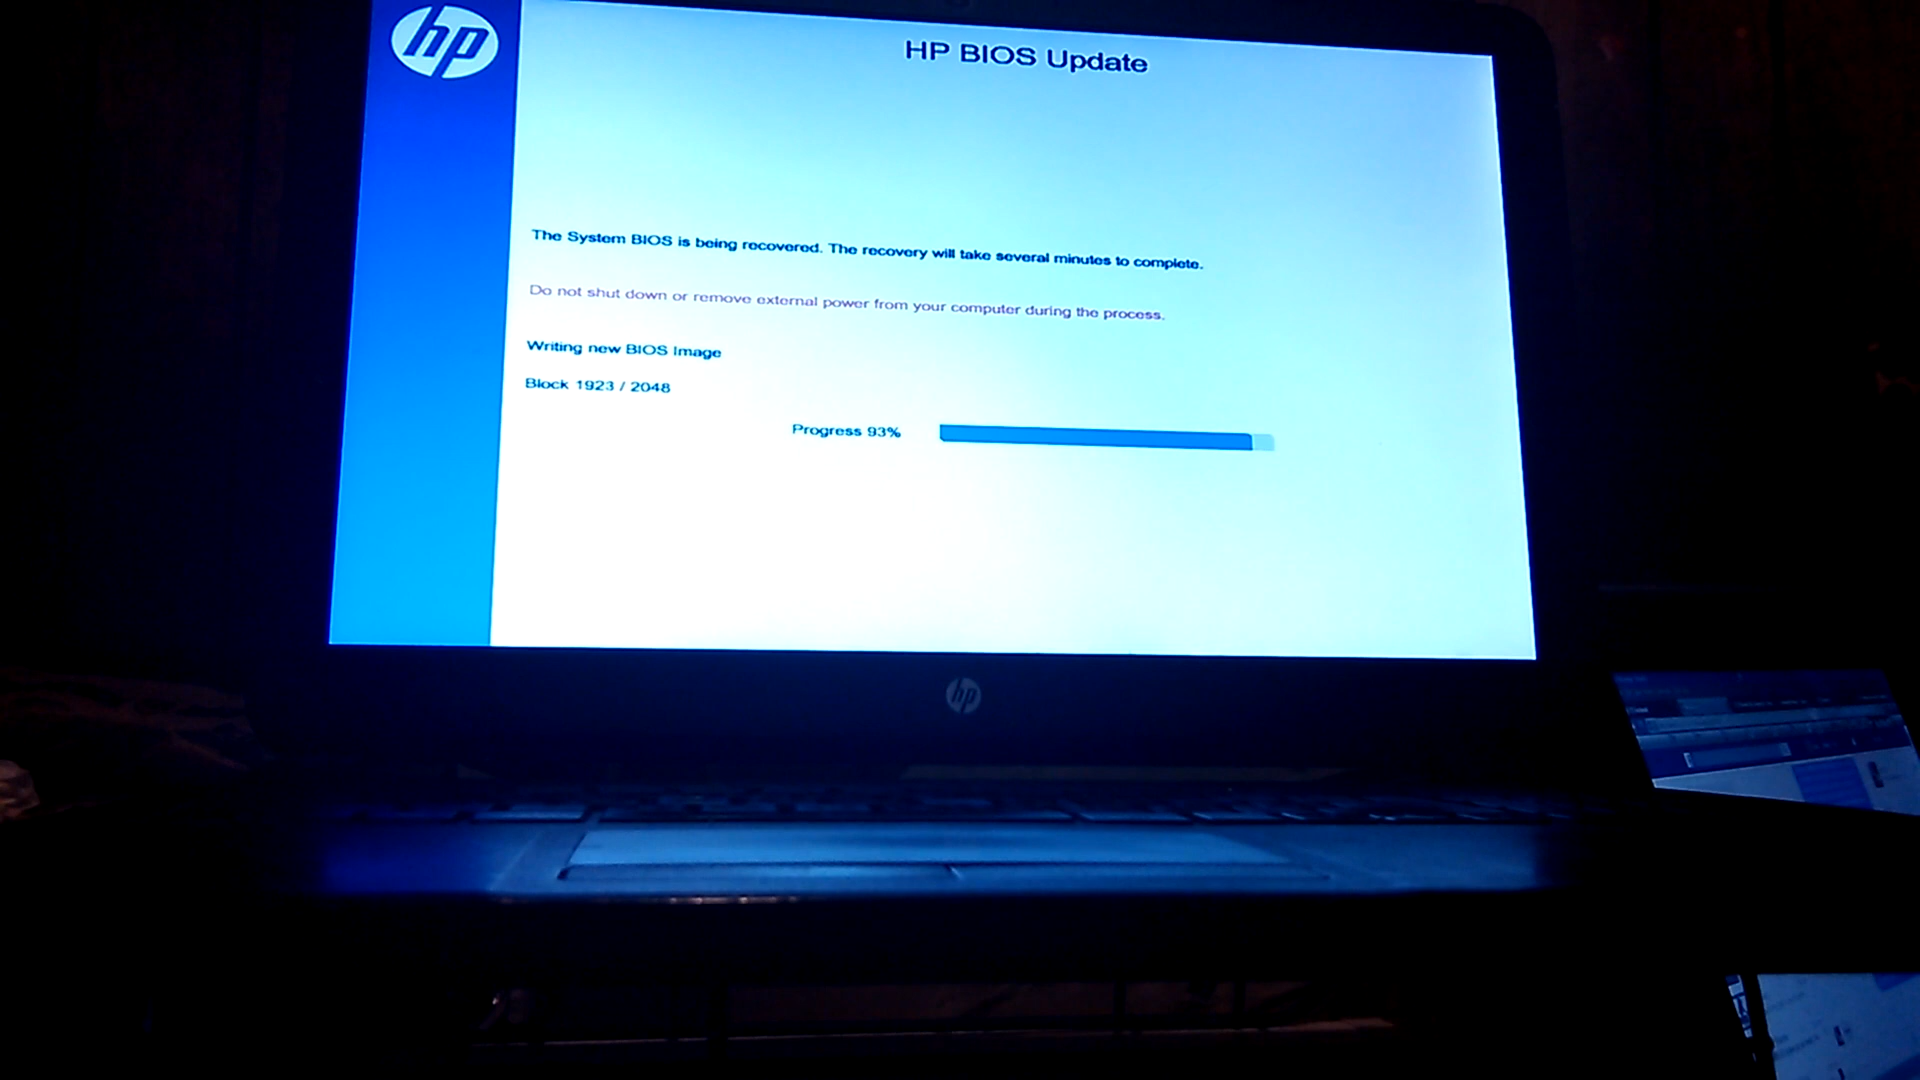 hp
HP BIOS Update
The System BIOS is being recovered. The recovery will take several minutes to complete.
Do not shut down or remove external power from your computer during the process.
Writing new BIOS Image
Block 1923 / 2048
Progress 93%
hp